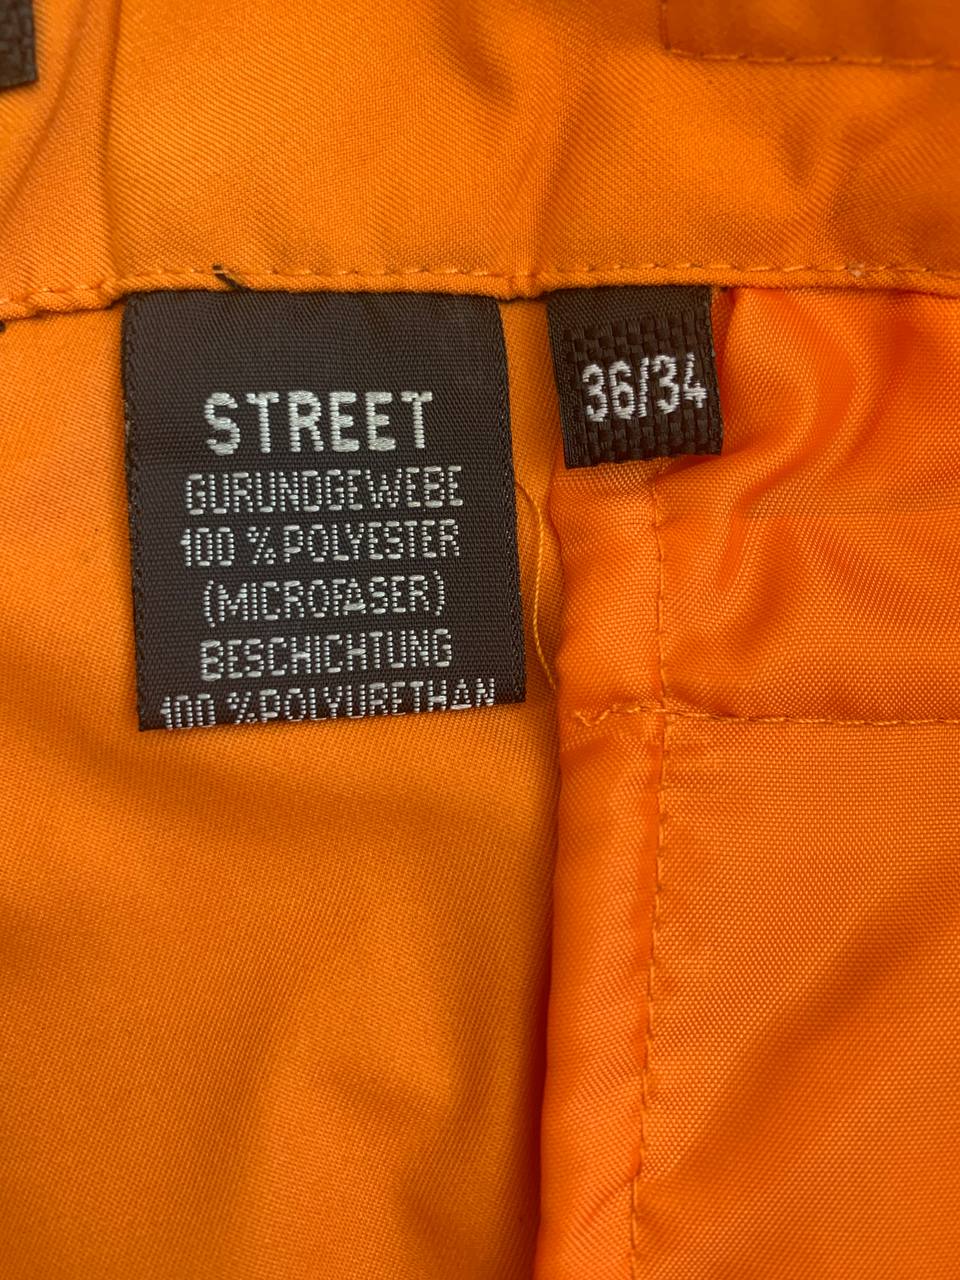 STREET
GURUNDGEWEBE
100 % POLYESTER
(MICROFASER)
BESCHICHTUNG
100 % POLYURETHAN
36/34